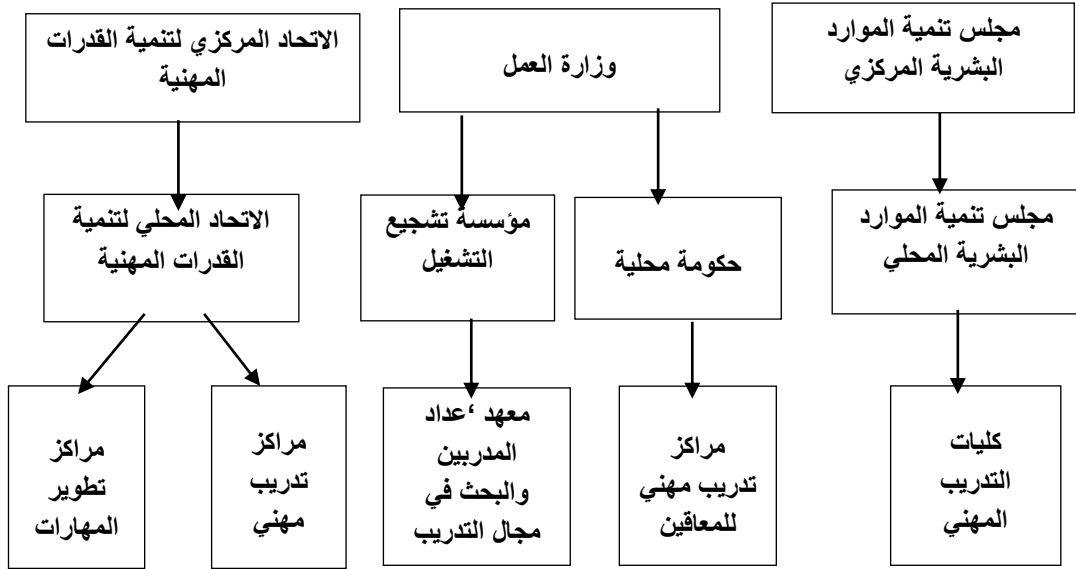 مجلس تنمية الموارد
البشرية المركزي
وزارة العمل
الاتحاد المركزي لتنمية القدرات
المهنية
مجلس تنمية الموارد
البشرية المحلي
حكومة محلية
مؤسسة تشجيع
التشغيل
الاتحاد المحلي لتنمية
القدرات المهنية
كليات
التدريب
المهني
مراكز
تدريب مهني
للمعاقين
معهد ‘عداد
المدربين
والبحث في
مجال التدريب
مراكز
تدريب
مهني
مراكز
تطوير
المهارات